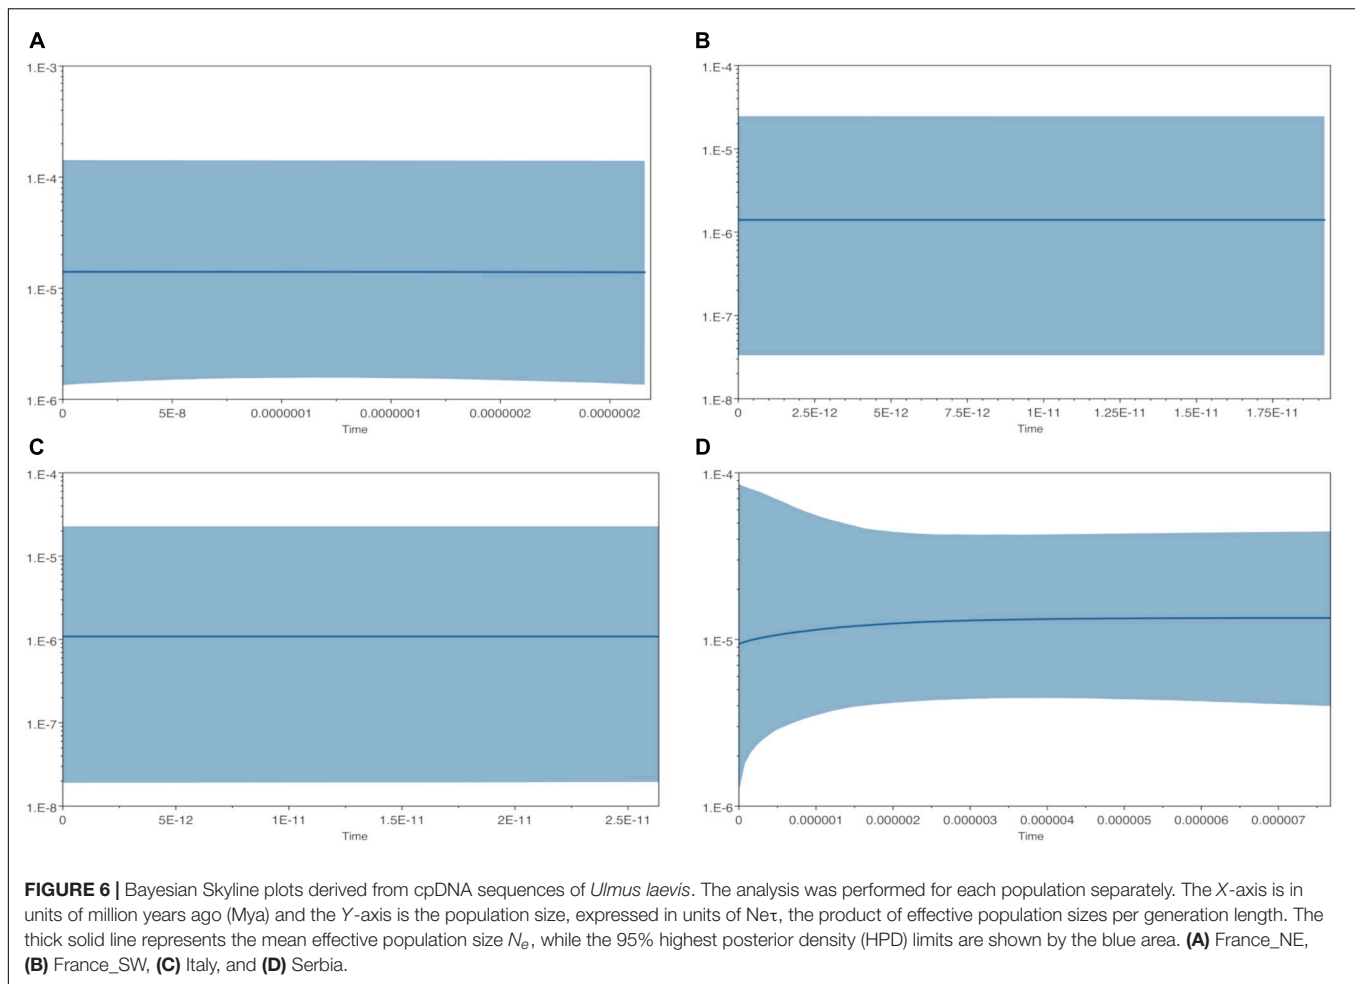 A
1.E-3
1.E-4
1.E-5
1.E-6
0 5E-8 0.0000001 0.0000001 0.0000002 0.0000002
Time
B
1.E-4
1.E-5
1.E-6
1.E-7
1.E-8
0 2.5E-12 5E-12 7.5E-12 1E-11 1.25E-11 1.5E-11 1.75E-11
Time
C
1.E-4
1.E-5
1.E-6
1.E-7
1.E-8
0 5E-12 1E-11 1.5E-11 2E-11 2.5E-11
Time
D
1.E-4
1.E-5
1.E-6
0 0.000001 0.000002 0.000003 0.000004 0.000005 0.000006 0.000007
Time
FIGURE 6 | Bayesian Skyline plots derived from cpDNA sequences of Ulmus laevis. The analysis was performed for each population separately. The X-axis is in
units of million years ago (Mya) and the Y-axis is the population size, expressed in units of Neτ, the product of effective population sizes per generation length. The
thick solid line represents the mean effective population size Ne, while the 95% highest posterior density (HPD) limits are shown by the blue area. (A) France_NE,
(B) France_SW, (C) Italy, and (D) Serbia.